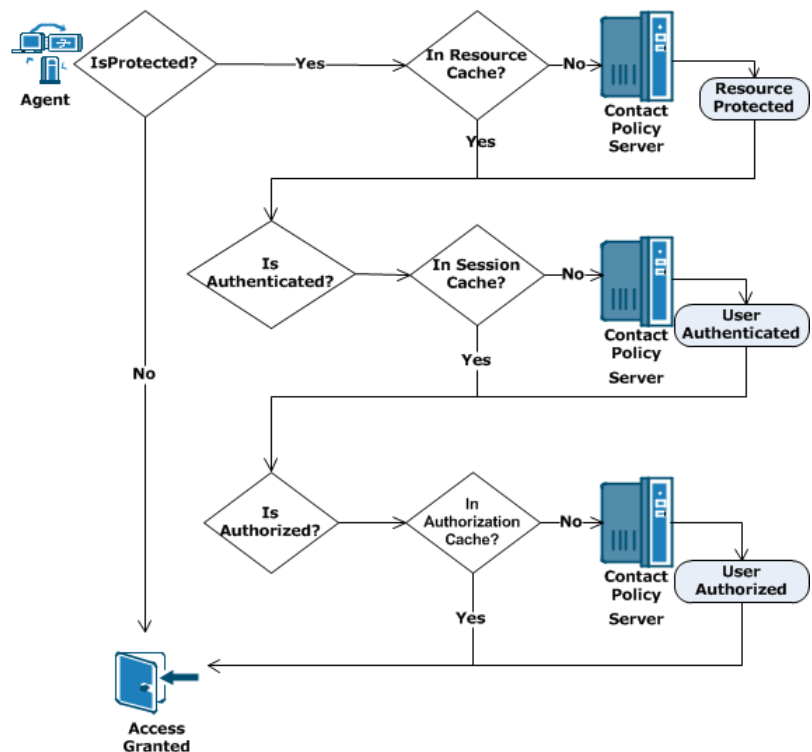 Agent
IsProtected?
Yes
In Resource
Cache?
No
Contact
Policy
Server
Resource
Protected
Yes
Is
Authenticated?
In Session
Cache?
No
Contact
Policy
Server
User
Authenticated
Yes
No
Is
Authorized?
In
Authorization
Cache?
No
Contact
Policy
Server
User
Authorized
Yes
Access
Granted